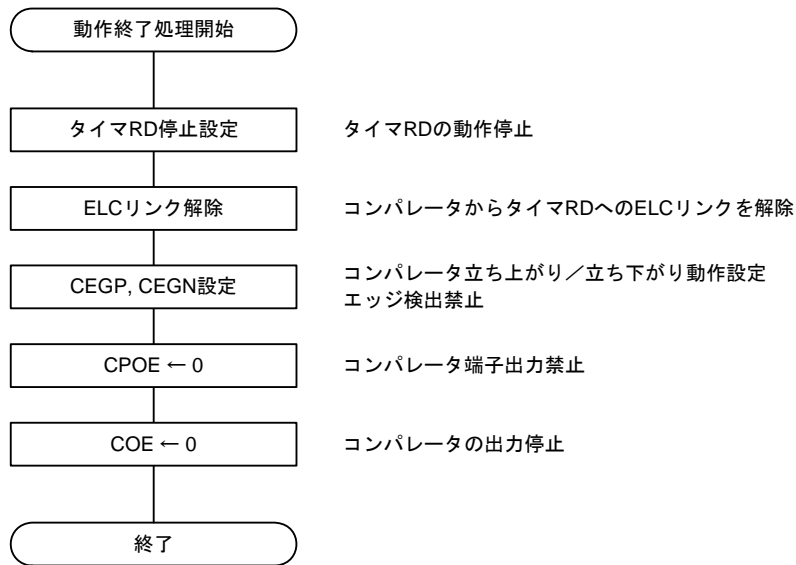 動作終了処理開始
タイマRD停止設定
タイマRDの動作停止
ELCリンク解除
コンパレータからタイマRDへのELCリンクを解除
CEGP, CEGN設定
コンパレータ立ち上がり／立ち下がり動作設定
エッジ検出禁止
CPOE ← 0
コンパレータ端子出力禁止
COE ← 0
コンパレータの出力停止
終了